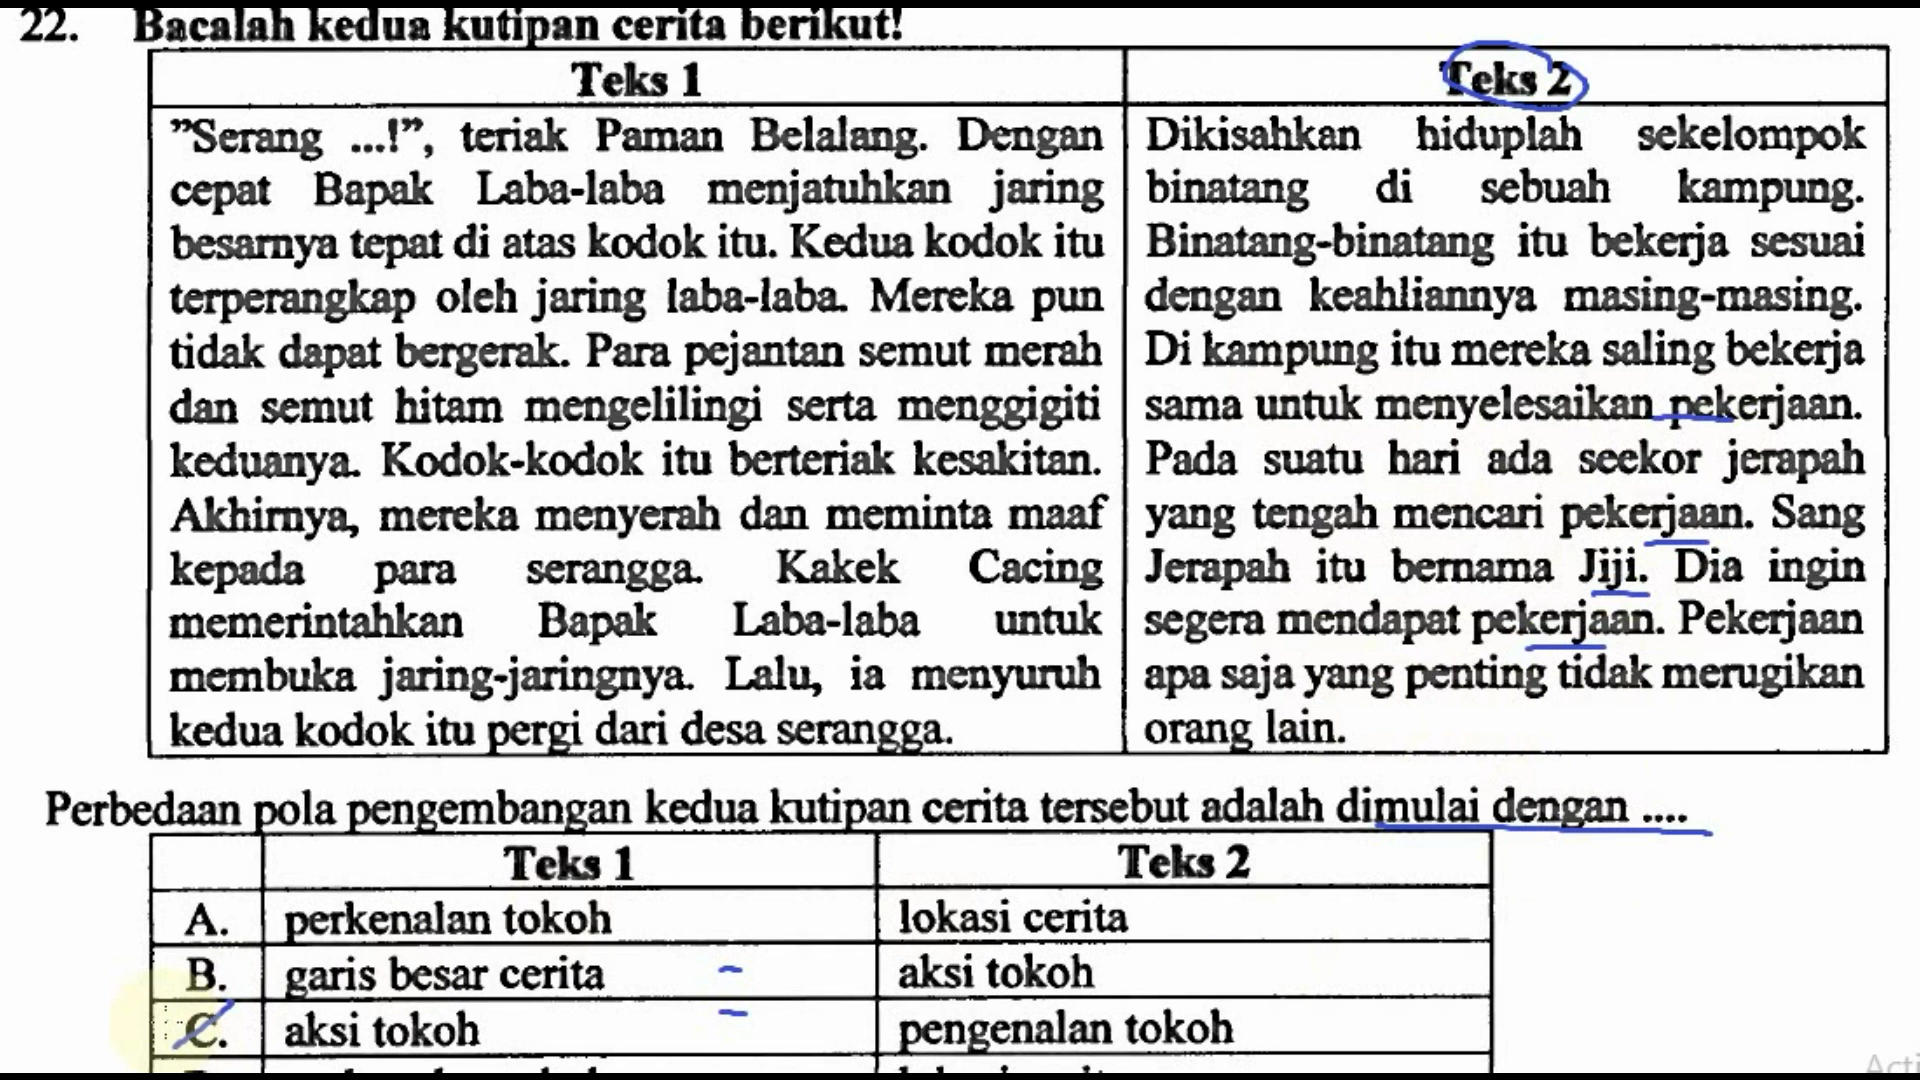 22. Bacalah kedua kutipan cerita berikut!
Teks 1
"Serang ...!", teriak Paman Belalang. Dengan
cepat Bapak Laba-laba menjatuhkan jaring
besarnya tepat di atas kodok itu. Kedua kodok itu
terperangkap oleh jaring laba-laba. Mereka pun
tidak dapat bergerak. Para pejantan semut merah
dan semut hitam mengelilingi serta menggigiti
keduanya. Kodok-kodok itu berteriak kesakitan.
Akhirnya, mereka menyerah dan meminta maaf
kepada para serangga. Kakek Cacing
memerintahkan Bapak Laba-laba untuk
membuka jaring-jaringnya. Lalu, ia menyuruh
kedua kodok itu pergi dari desa serangga.
Teks 2
Dikisahkan hiduplah sekelompok
binatang di sebuah kampung.
Binatang-binatang itu bekerja sesuai
dengan keahliannya masing-masing.
Di kampung itu mereka saling bekerja
sama untuk menyelesaikan pekerjaan.
Pada suatu hari ada seekor jerapah
yang tengah mencari pekerjaan. Sang
Jerapah itu bernama Jiji. Dia ingin
segera mendapat pekerjaan. Pekerjaan
apa saja yang penting tidak merugikan
orang lain.
Perbedaan pola pengembangan kedua kutipan cerita tersebut adalah dimulai dengan ....
Teks 1 Teks 2
A. perkenalan tokoh lokasi cerita
B. garis besar cerita aksi tokoh
C. aksi tokoh pengenalan tokoh